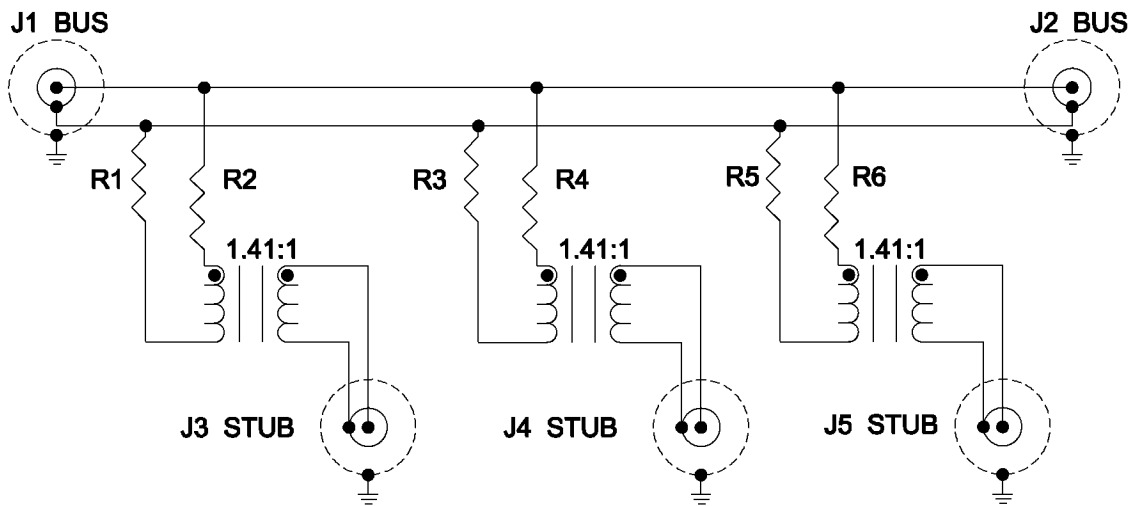 J1 BUS
J2 BUS
R1
R2
R3
R4
R5
R6
1.41:1
1.41:1
1.41:1
J3 STUB
J4 STUB
J5 STUB